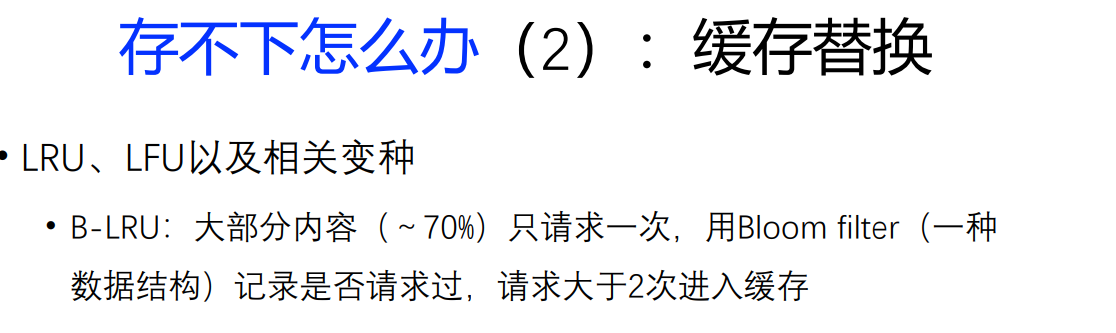 存不下怎么办（2）：缓存替换
• LRU、LFU以及相关变种
• B-LRU：大部分内容（~70%）只请求一次，用Bloom filter（一种
数据结构）记录是否请求过，请求大于2次进入缓存